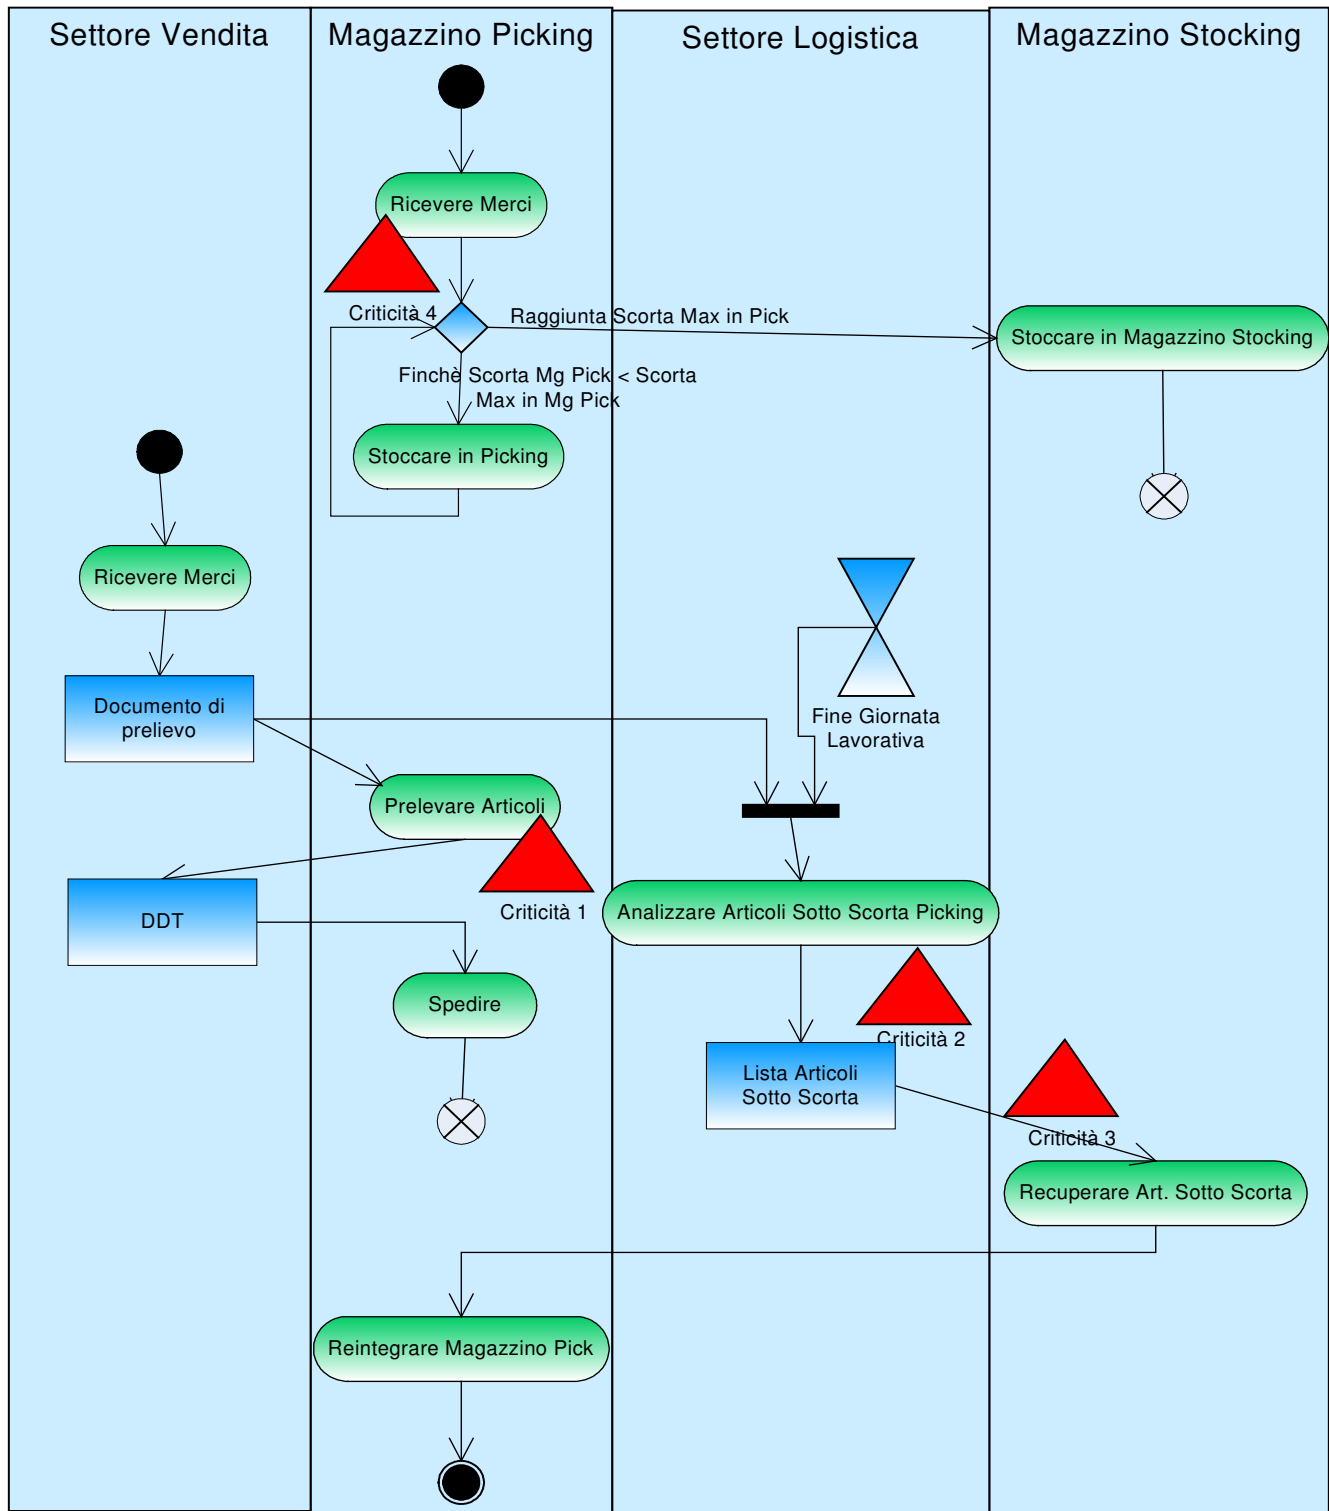 Settore Vendita
Magazzino Picking
Settore Logistica
Magazzino Stocking
Ricevere Merci
Criticità 4
Raggiunta Scorta Max in Pick
Stoccare in Magazzino Stocking
Finchè Scorta Mg Pick < Scorta
Max in Mg Pick
Stoccare in Picking
Ricevere Merci
Documento di
prelievo
Fine Giornata
Lavorativa
Prelevare Articoli
Criticità 1
Analizzare Articoli Sotto Scorta Picking
DDT
Spedire
Criticità 2
Lista Articoli
Sotto Scorta
Criticità 3
Recuperare Art. Sotto Scorta
Reintegrare Magazzino Pick